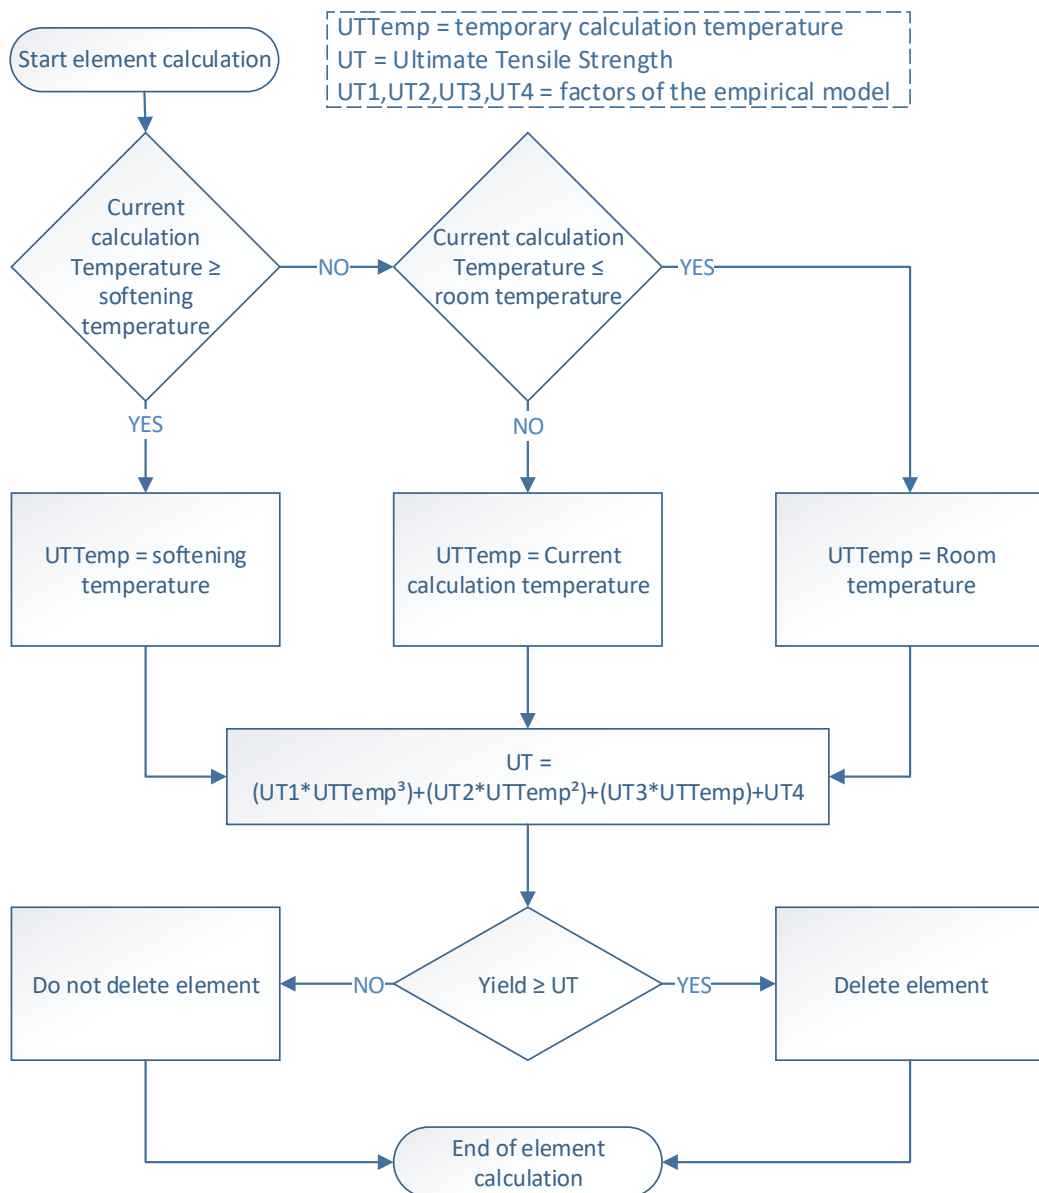 UTTemp = temporary calculation temperature
UT = Ultimate Tensile Strength
UT1,UT2,UT3,UT4 = factors of the empirical model
Start element calculation
Current
calculation
Temperature ≥
softening
temperature
NO
Current calculation
Temperature ≤
room temperature
YES
YES
NO
UTTemp = softening
temperature
UTTemp = Current
calculation temperature
UTTemp = Room
temperature
UT =
(UT1*UTTemp³)+(UT2*UTTemp²)+(UT3*UTTemp)+UT4
Do not delete element
NO
Yield ≥ UT
YES
Delete element
End of element
calculation